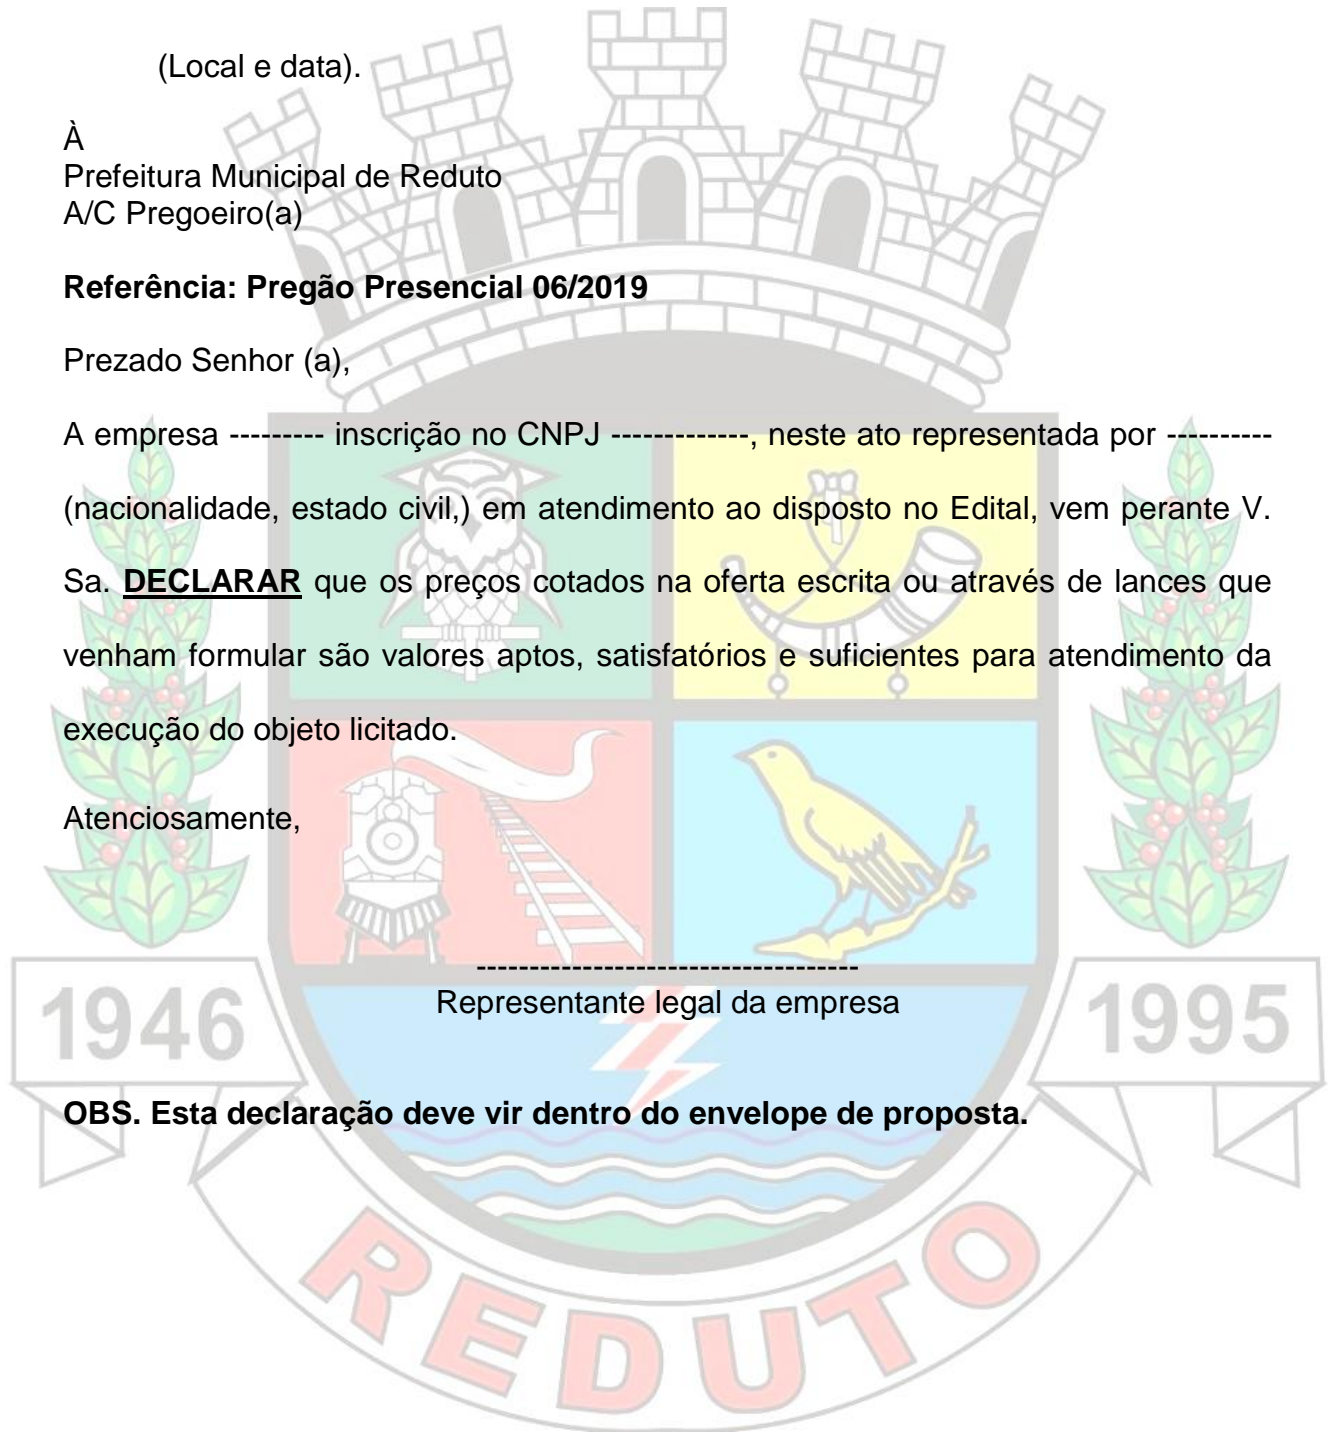 (Local e data).
À
Prefeitura Municipal de Reduto
A/C Pregoeiro(a)
Referência: Pregão Presencial 06/2019
Prezado Senhor (a),
A empresa --------- inscrição no CNPJ -------------, neste ato representada por ----------
(nacionalidade, estado civil,) em atendimento ao disposto no Edital, vem perante V.
Sa. DECLARAR que os preços cotados na oferta escrita ou através de lances que
venham formular são valores aptos, satisfatórios e suficientes para atendimento da
execução do objeto licitado.
Atenciosamente,
-------------------------------------
Representante legal da empresa
1946
1995
OBS. Esta declaração deve vir dentro do envelope de proposta.
REDUTO